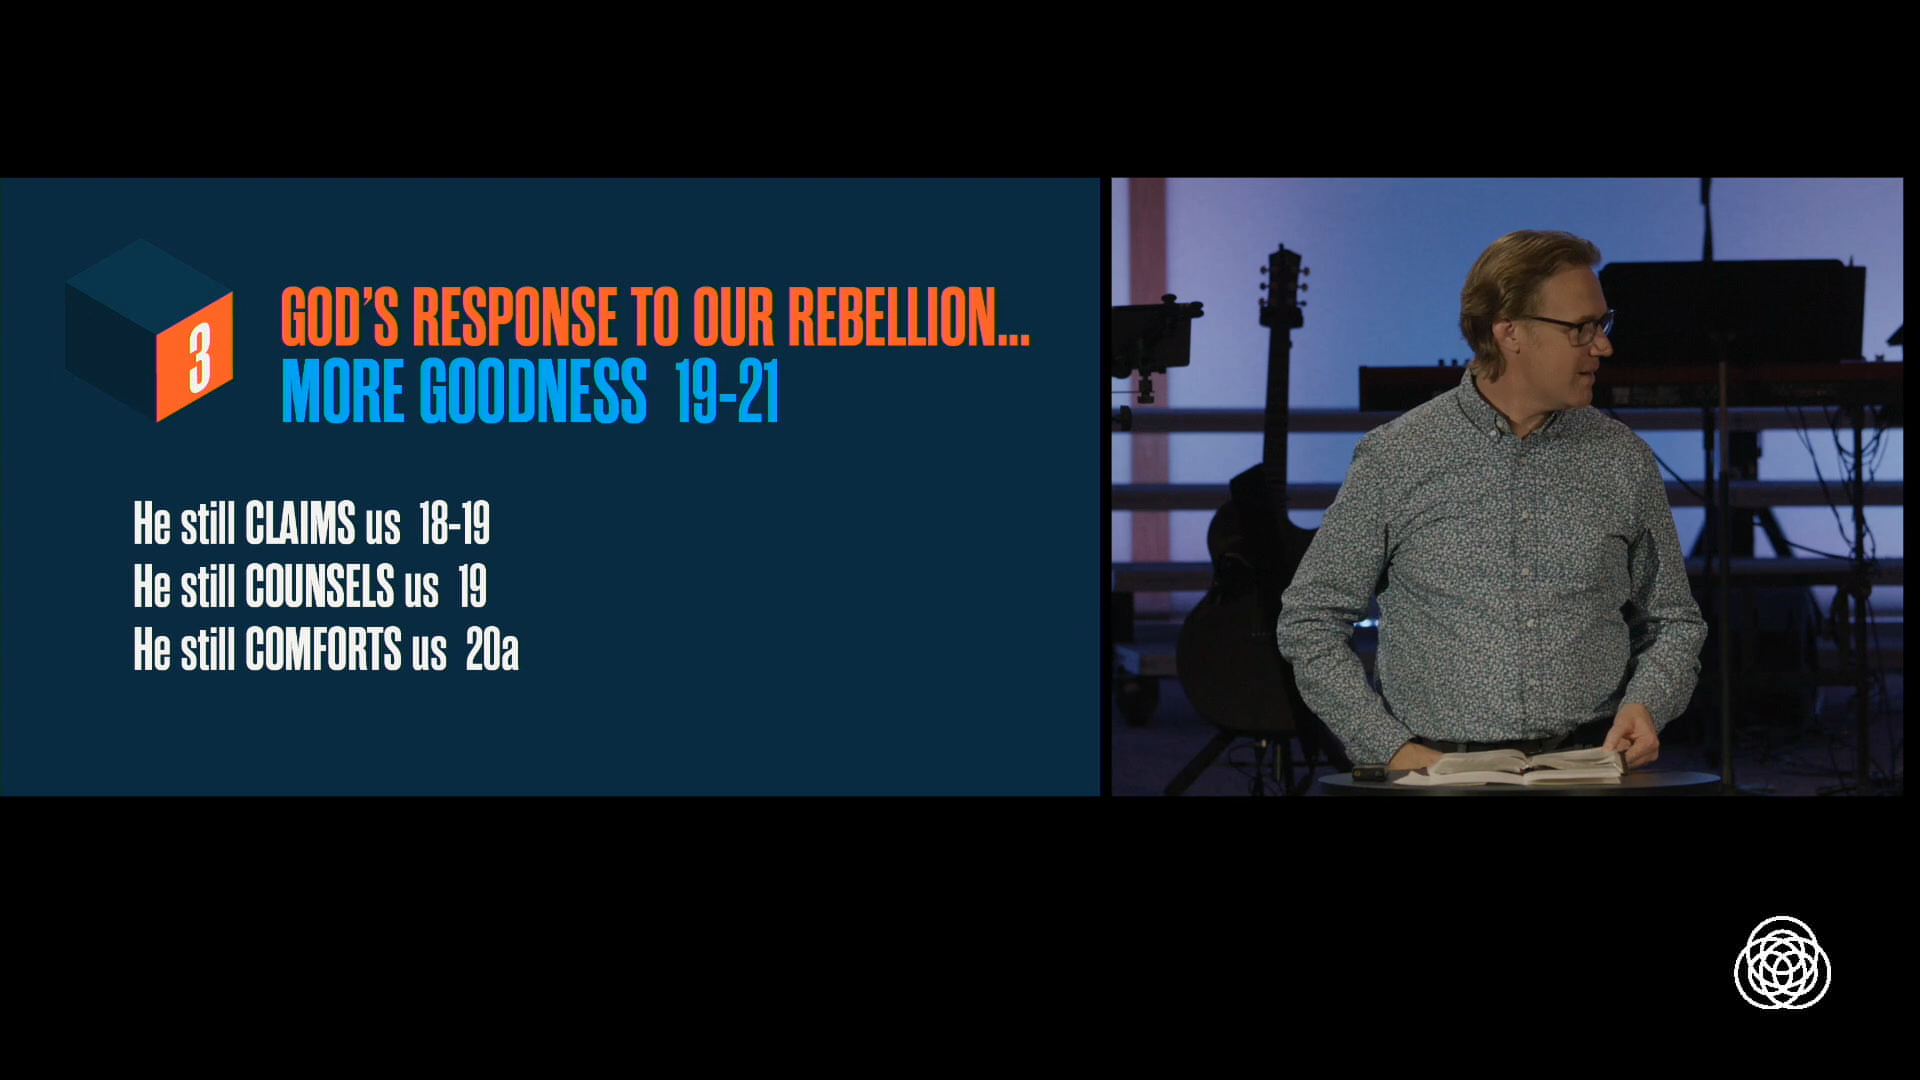 3
GOD'S RESPONSE TO OUR REBELLION...
MORE GOODNESS 19-21
He still CLAIMS us 18-19
He still COUNSELS us 19
He still COMFORTS us 20a